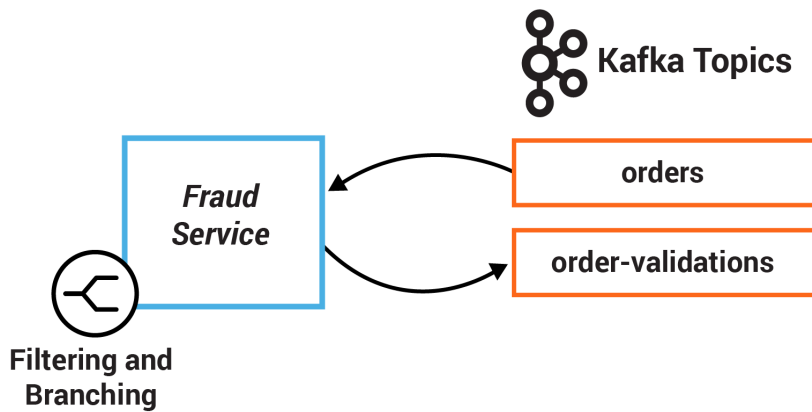 Kafka Topics
orders
Fraud
Service
order-validations
Filtering and
Branching